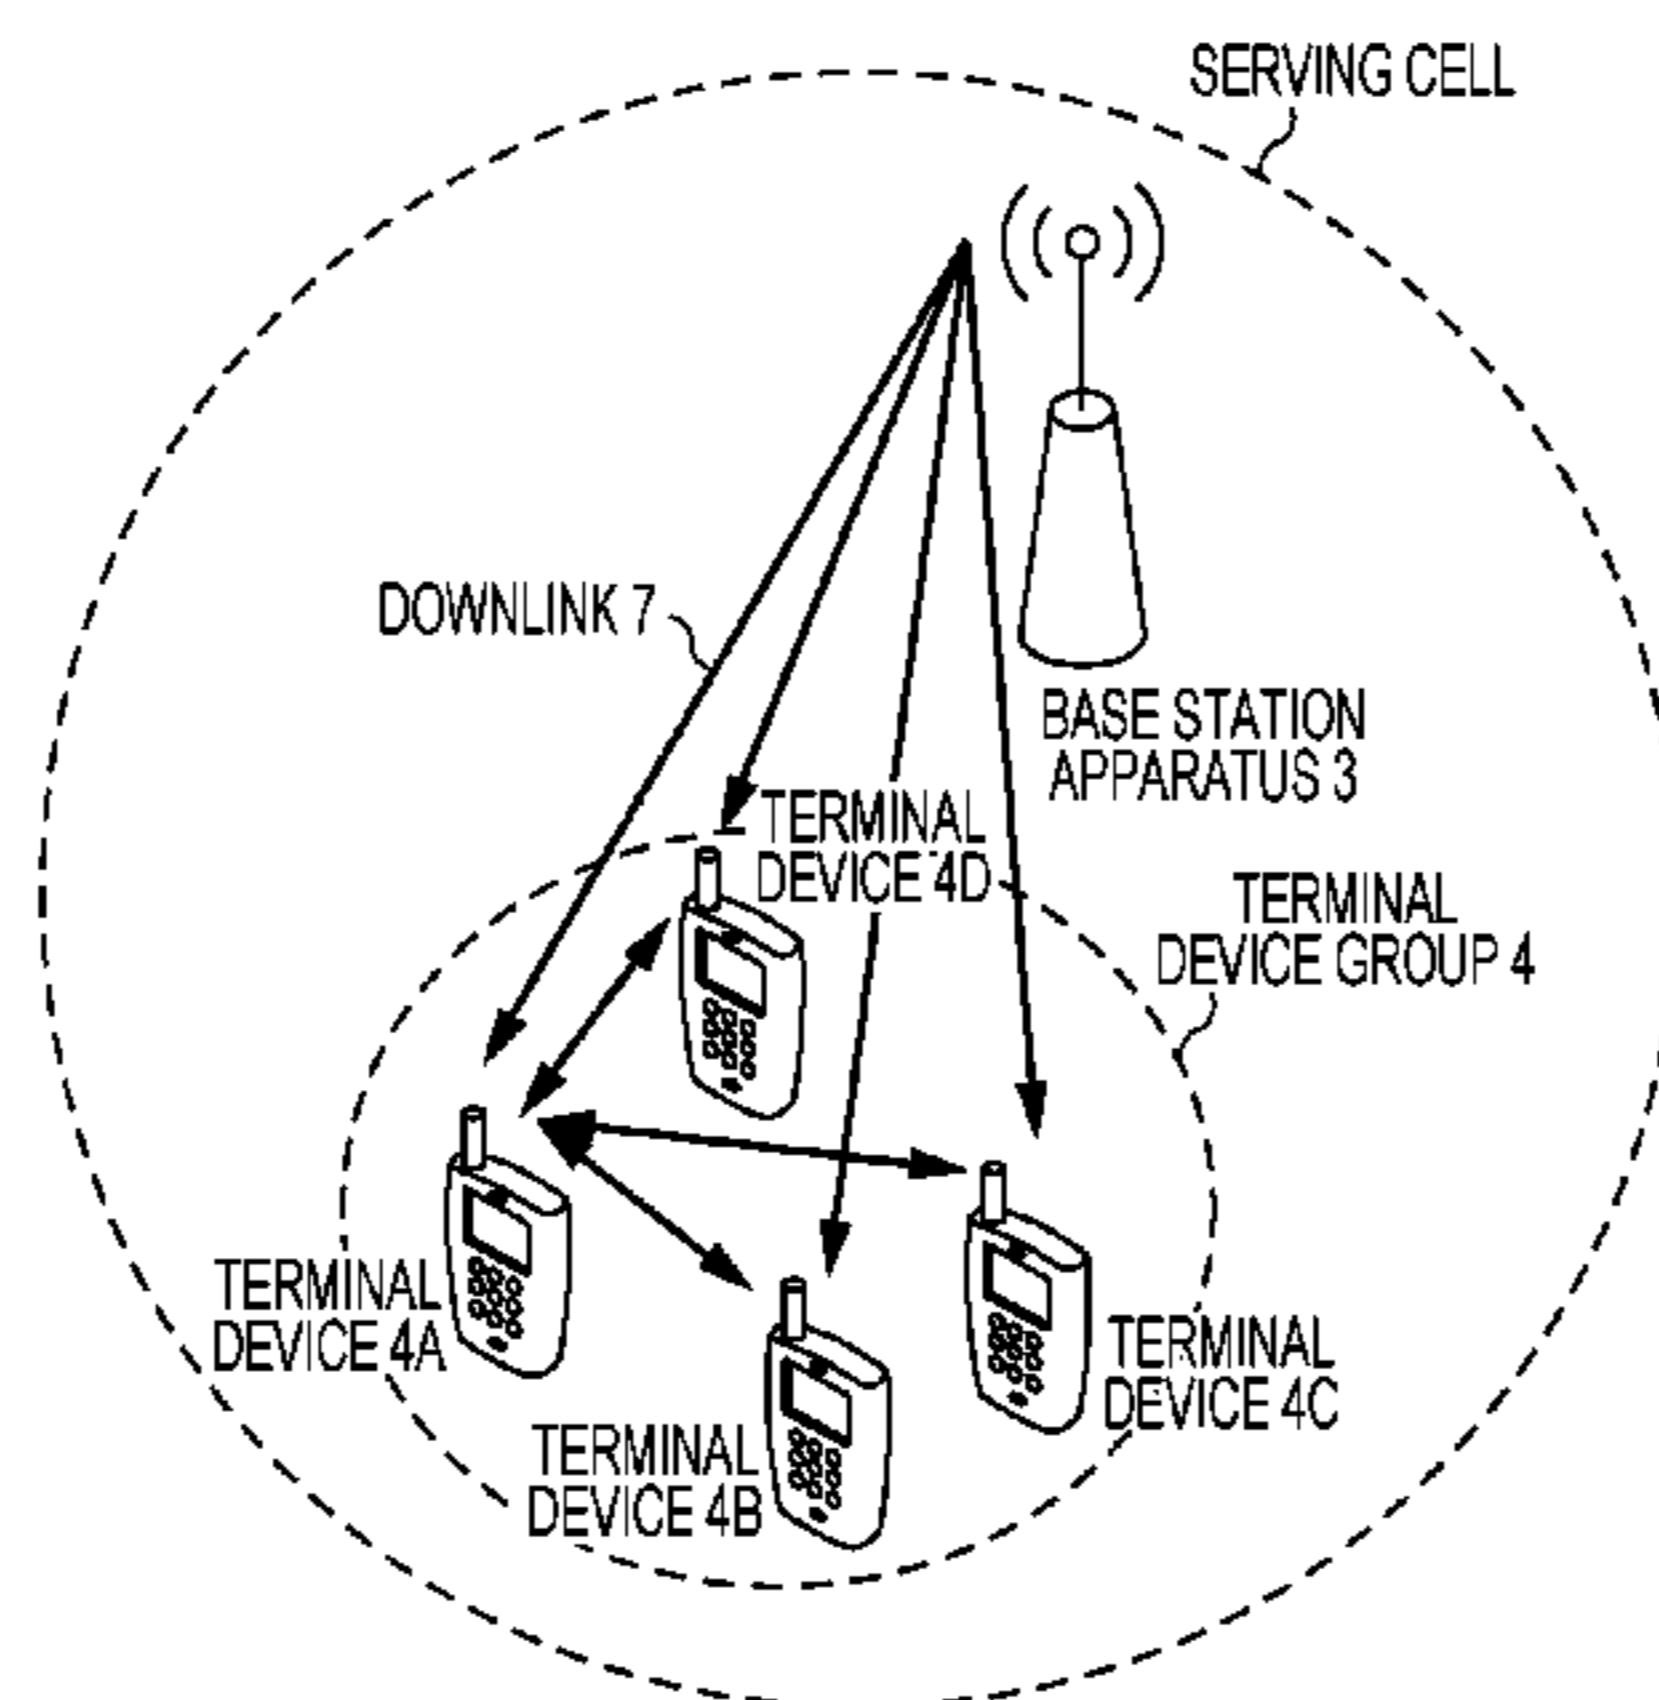 SERVING CELL
DOWNLINK 7
BASE STATION
APPARATUS 3
TERMINAL
DEVICE 4D
TERMINAL
DEVICE GROUP 4
TERMINAL
DEVICE 4A
TERMINAL
DEVICE 4C
TERMINAL
DEVICE 4B